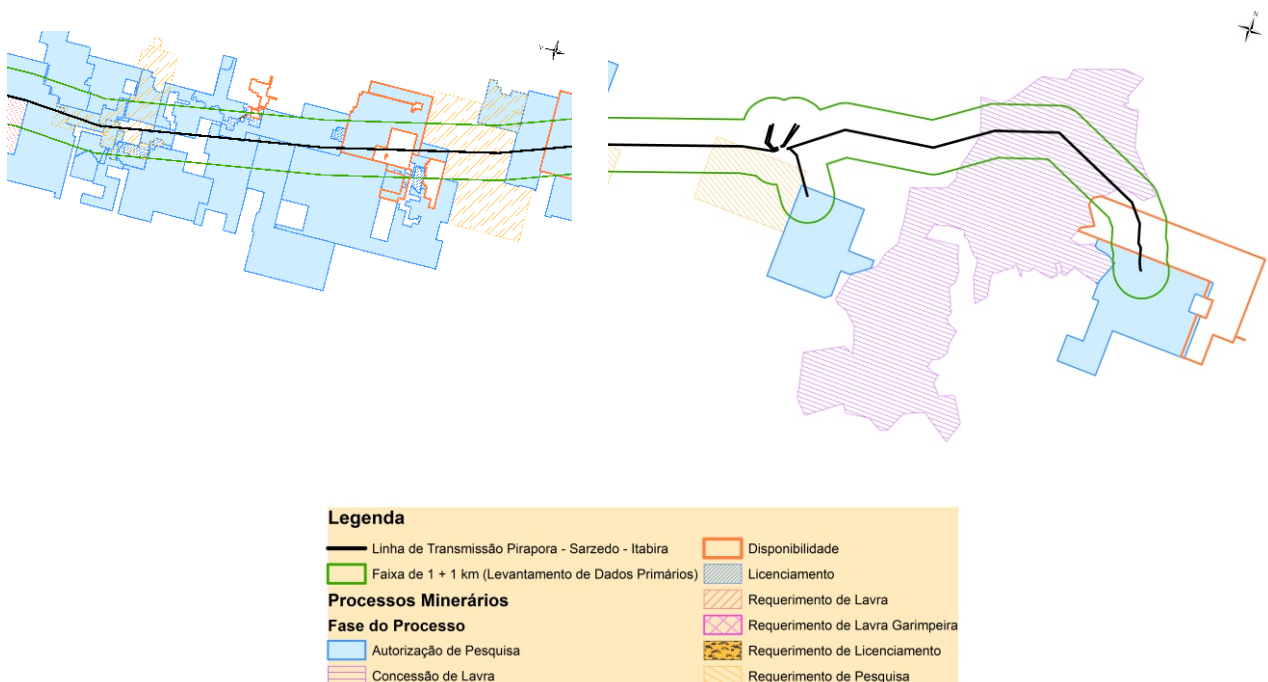 N
N
Legenda
Linha de Transmissão Pirapora - Sarzedo - Itabira
Faixa de 1 + 1 km (Levantamento de Dados Primários)
Processos Minerários
Fase do Processo
Autorização de Pesquisa
Concessão de Lavra
Disponibilidade
Licenciamento
Requerimento de Lavra
Requerimento de Lavra Garimpeira
Requerimento de Licenciamento
Requerimento de Pesquisa